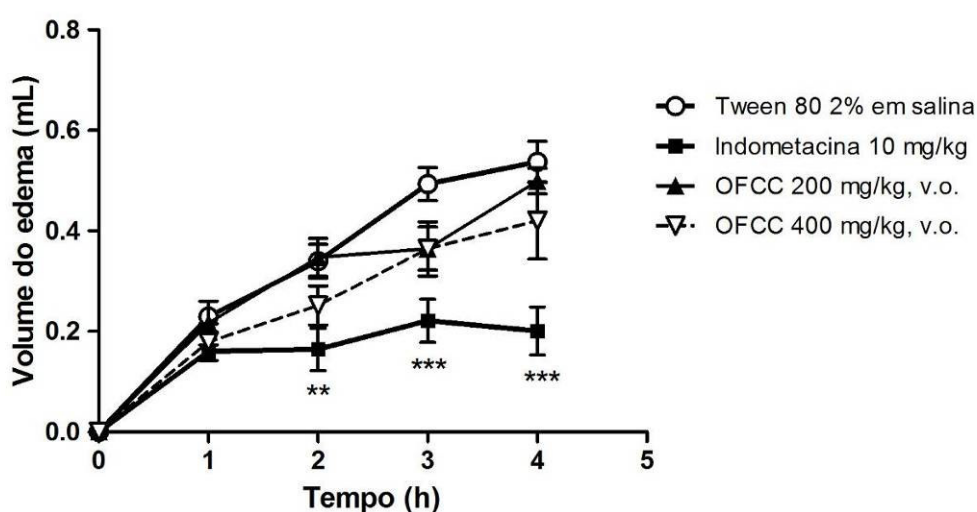 0.8
0.6
0.4
0.2
0.0
Volume do edema (mL)
**
***
***
0 1 2 3 4 5
Tempo (h)
Tween 80 2% em salina
Indometacina 10 mg/kg
OFCC 200 mg/kg, v.o.
OFCC 400 mg/kg, v.o.